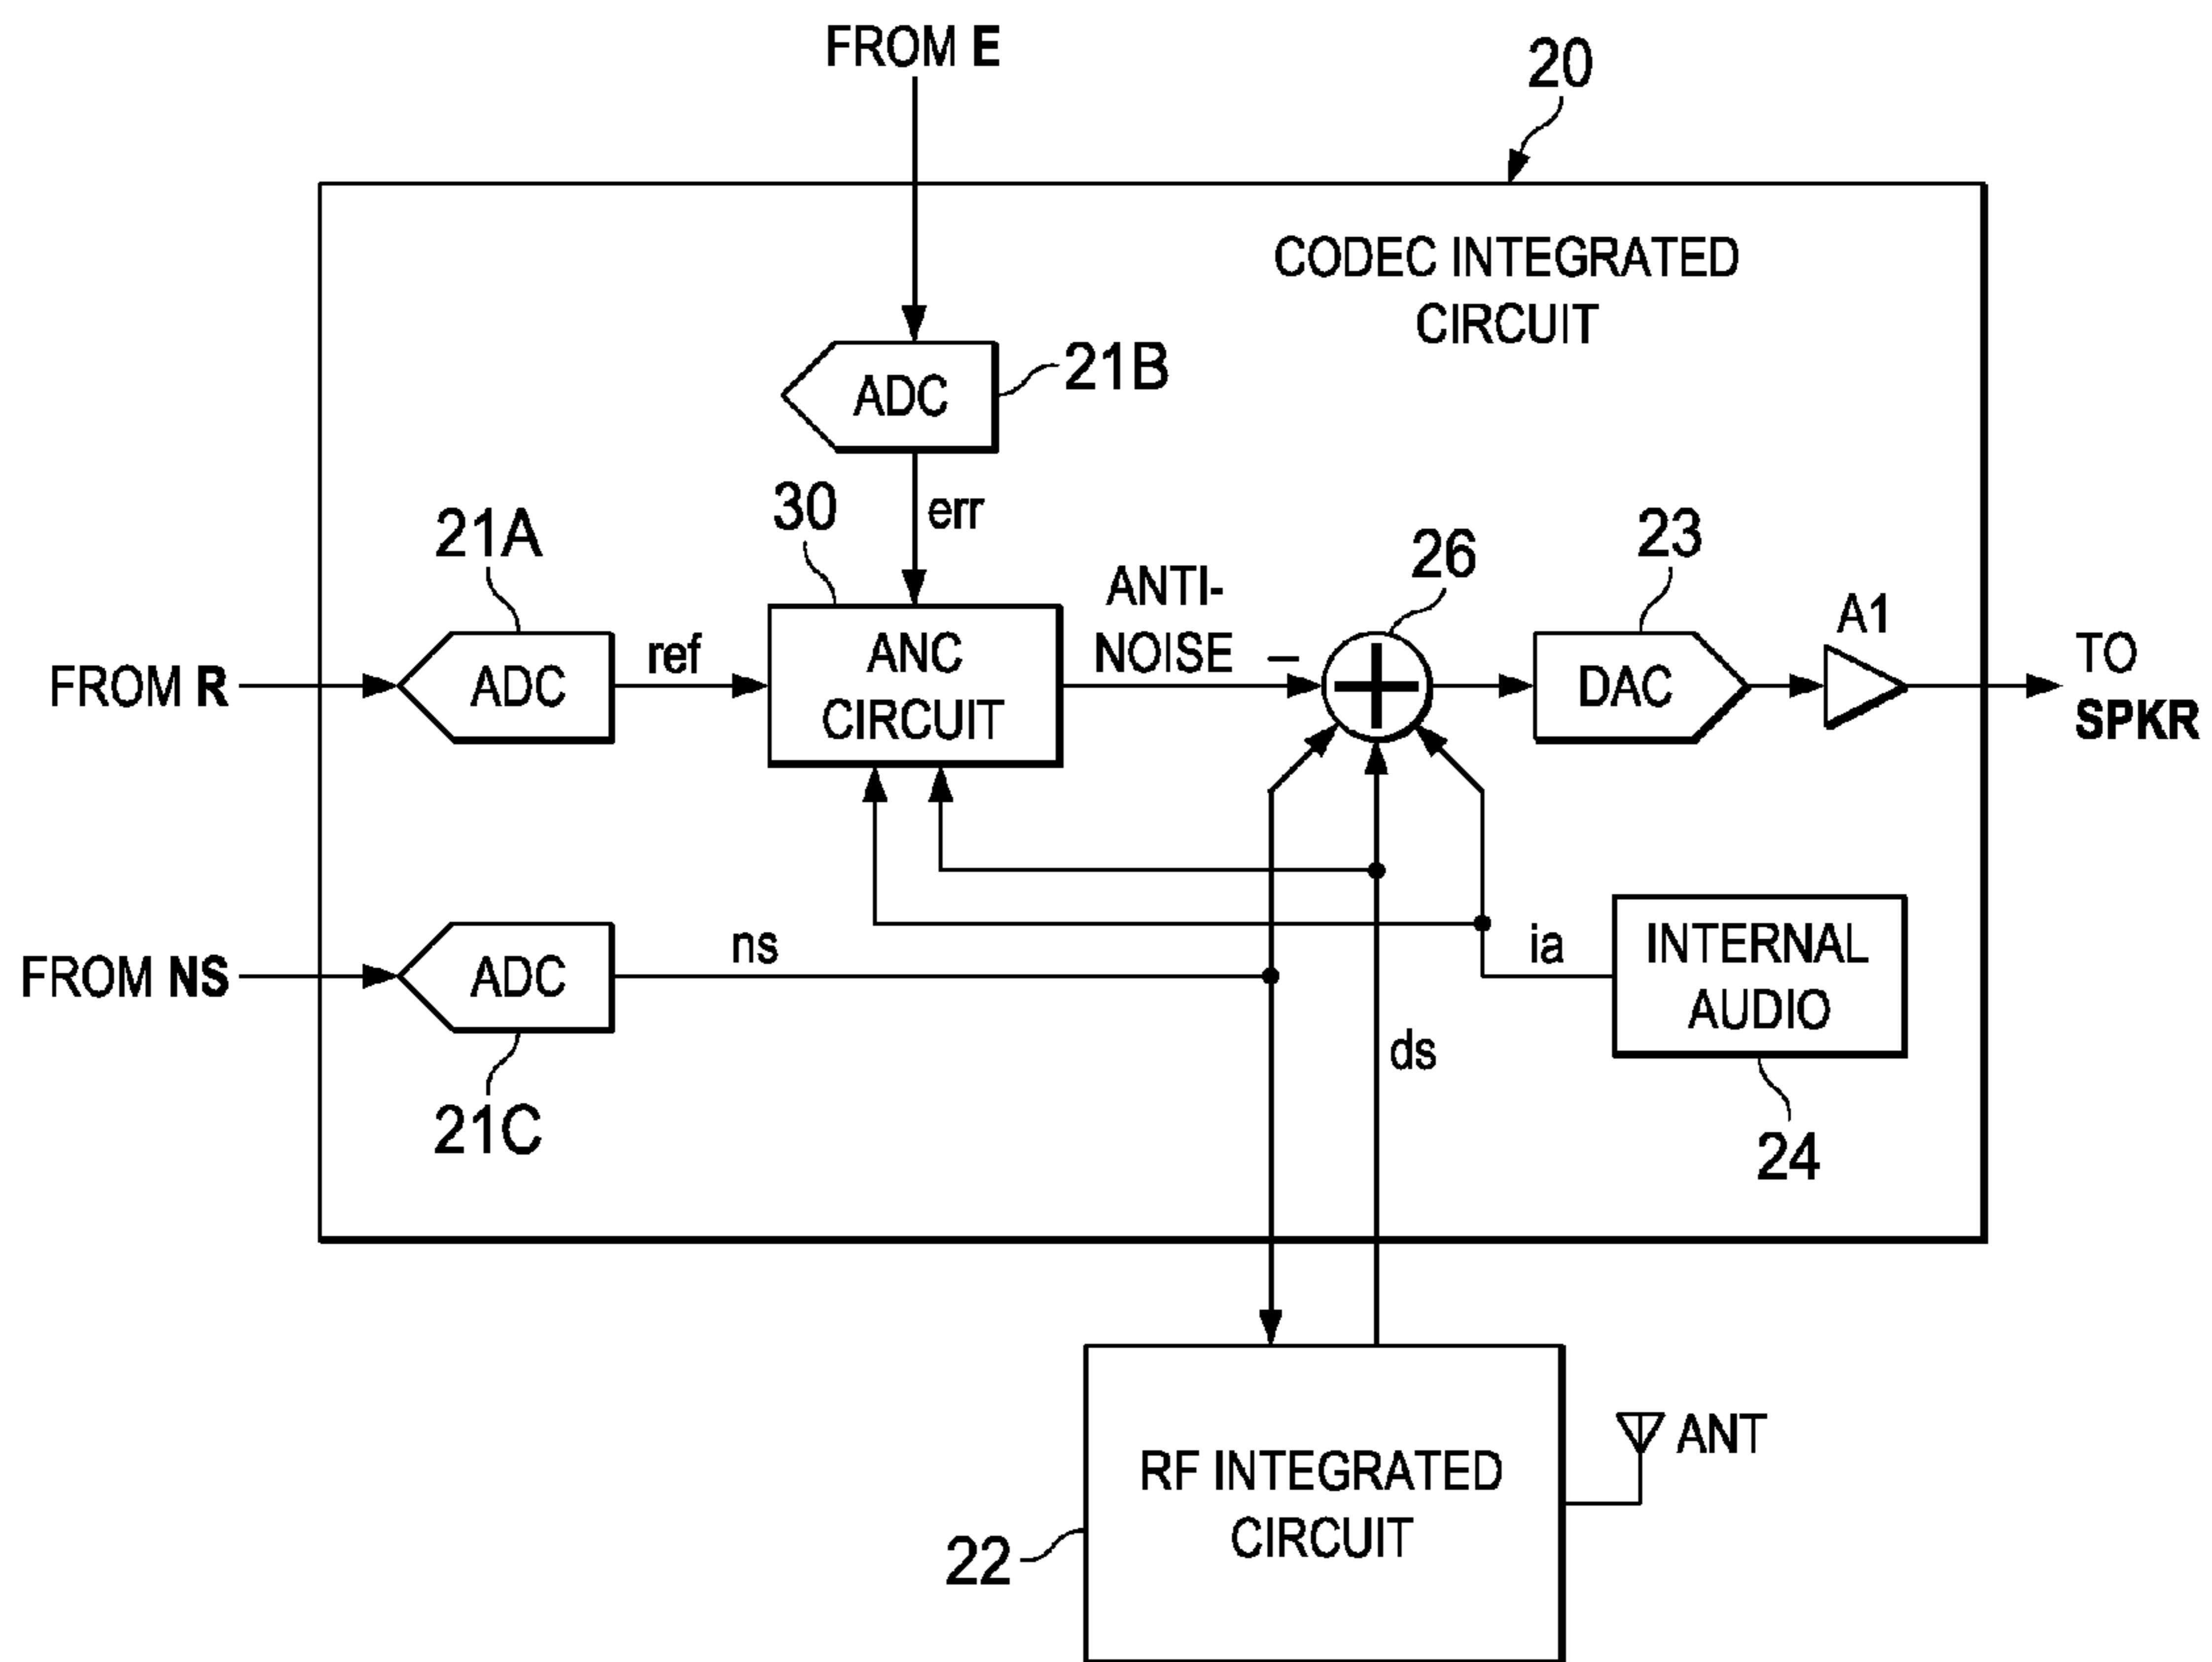 FROM E
20
CODEC INTEGRATED
CIRCUIT
ADC
21B
err
30
21A
ANTI-
NOISE
–
26
23
A1
FROM R
ADC
ref
ANC
CIRCUIT
+
DAC
TO
SPKR
FROM NS
ADC
ns
ia
INTERNAL
AUDIO
ds
21C
24
RF INTEGRATED
CIRCUIT
ANT
22